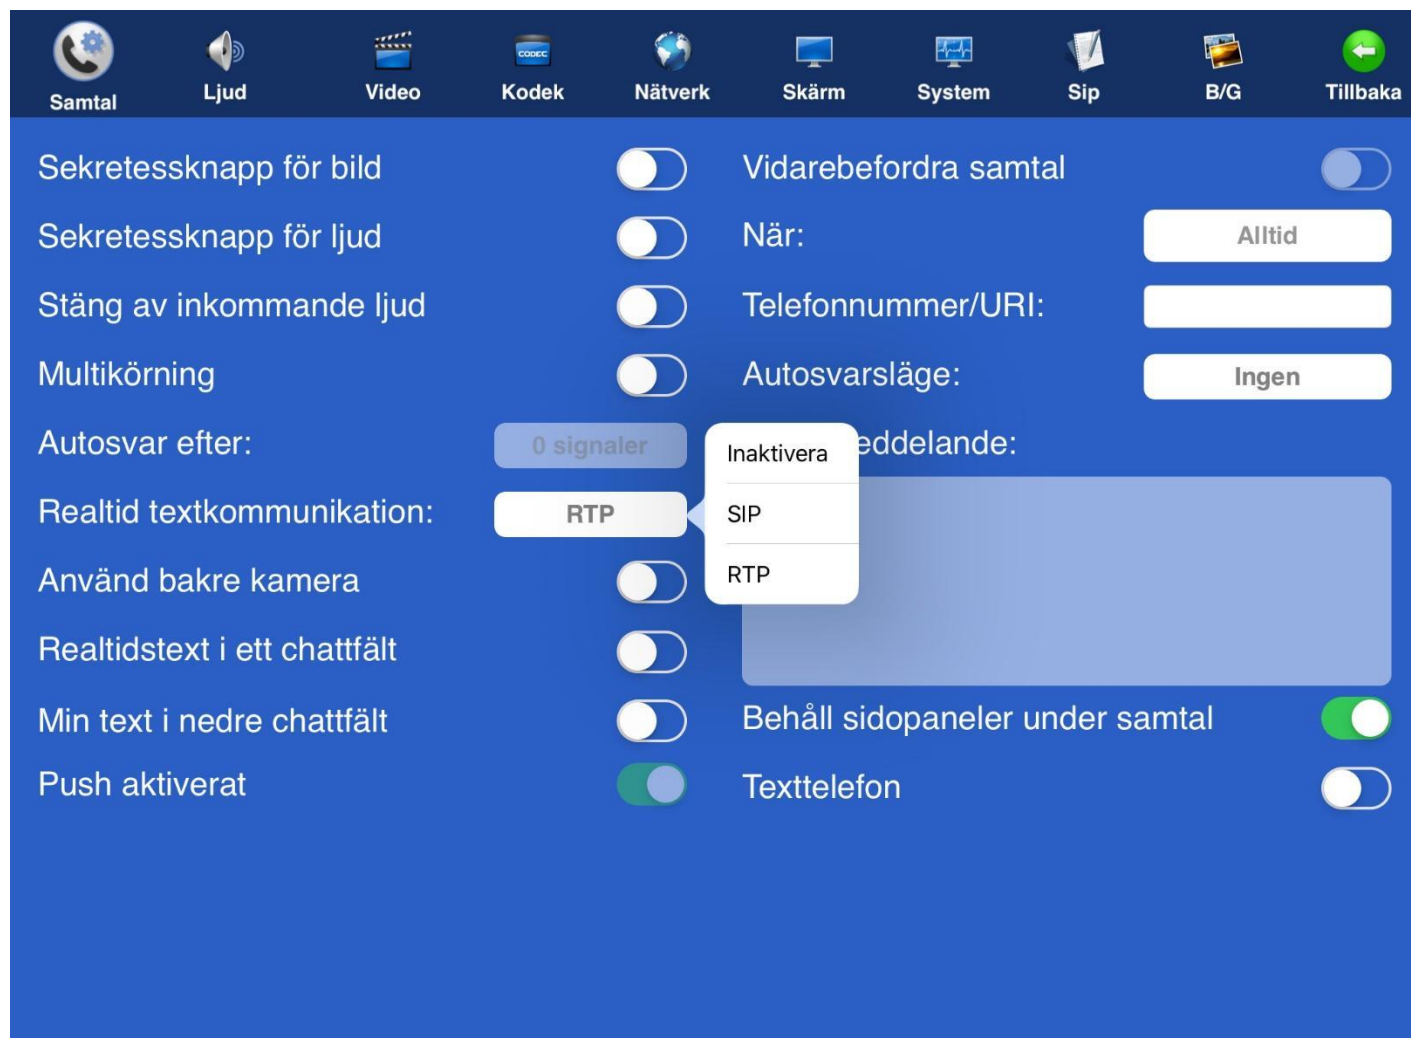 Samtal
Ljud
Video
CODEC
Kodek
Nätverk
Skärm
System
Sip
B/G
Tillbaka
Sekretessknapp för bild
Sekretessknapp för ljud
Stäng av inkommande ljud
Multikörning
Autosvar efter: 0 signaler
Realtid textkommunikation: RTP
Använd bakre kamera
Realtidstext i ett chattfält
Min text i nedre chattfält
Push aktiverat
Inaktivera
SIP
RTP
Vidarebefordra samtal
När: Alltid
Telefonnummer/URI:
Autosvarsläge: Ingen
eddelande:
Behåll sidopaneler under samtal
Texttelefon